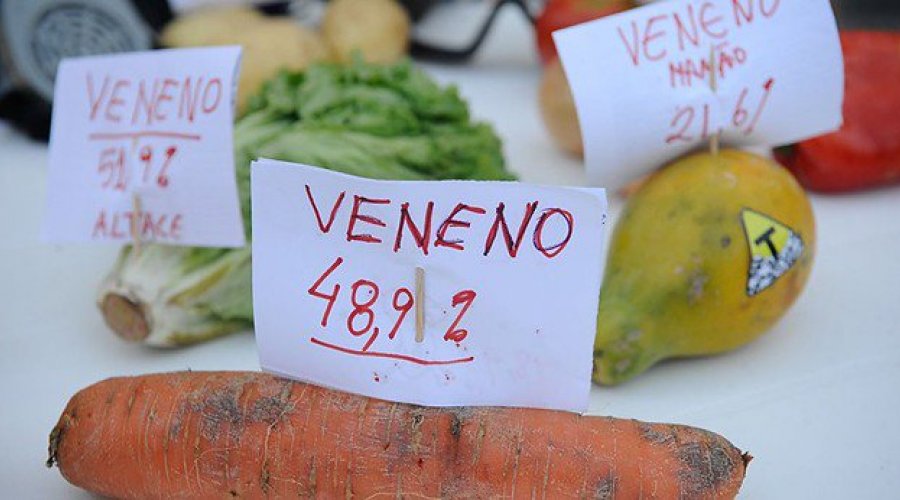 VENENO
51,9%
ALFACE
VENENO
48,9%
VENENO
MAMÃO
21,6%
T